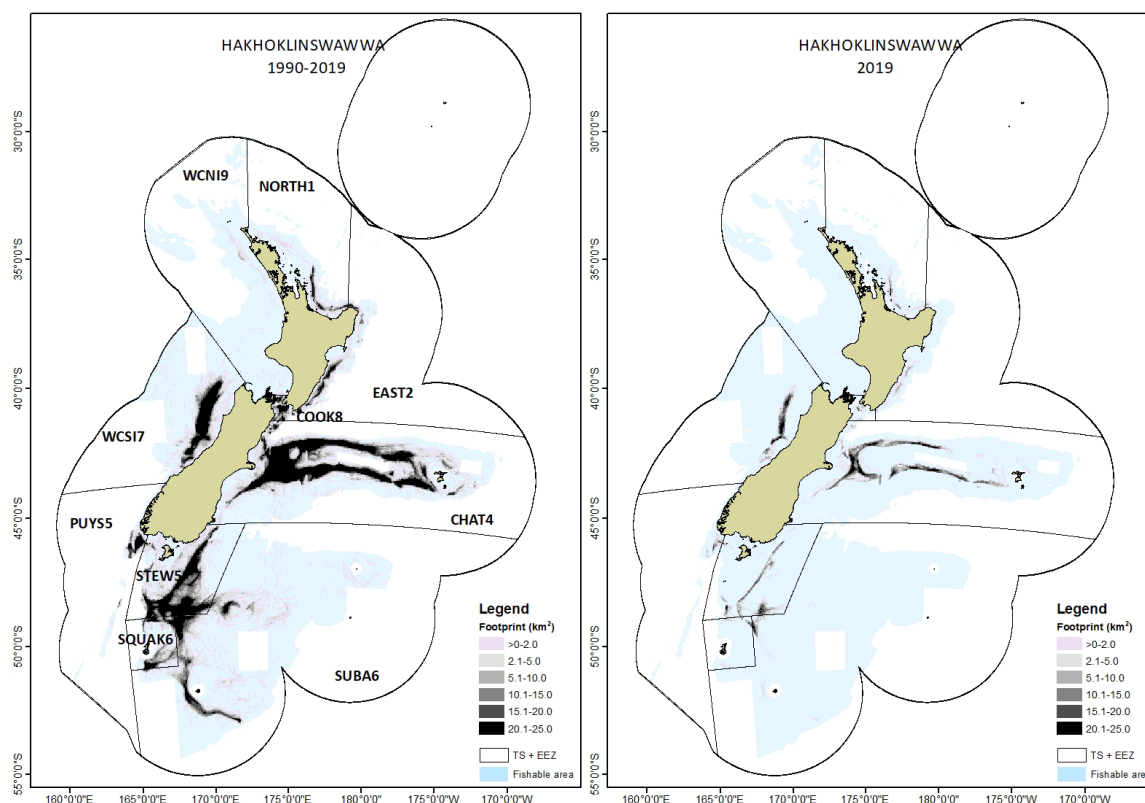 HAKHOKLINSWAWWA
1990-2019
WCNI9
NORTH1
EAST2
COOK8
WCSI7
CHAT4
PUYS5
STEW5
SQUAK6
SUBA6
Legend
Footprint (km²)
>0-2.0
2.1-5.0
5.1-10.0
10.1-15.0
15.1-20.0
20.1-25.0
TS + EEZ
Fishable area
30°0'0"S
35°0'0"S
40°0'0"S
45°0'0"S
50°0'0"S
55°0'0"S
160°0'0"E
165°0'0"E
170°0'0"E
175°0'0"E
180°0'0"
175°0'0"W
170°0'0"W
HAKHOKLINSWAWWA
2019
Legend
Footprint (km²)
>0-2.0
2.1-5.0
5.1-10.0
10.1-15.0
15.1-20.0
20.1-25.0
TS + EEZ
Fishable area
30°0'0"S
35°0'0"S
40°0'0"S
45°0'0"S
50°0'0"S
55°0'0"S
160°0'0"E
165°0'0"E
170°0'0"E
175°0'0"E
180°0'0"
175°0'0"W
170°0'0"W